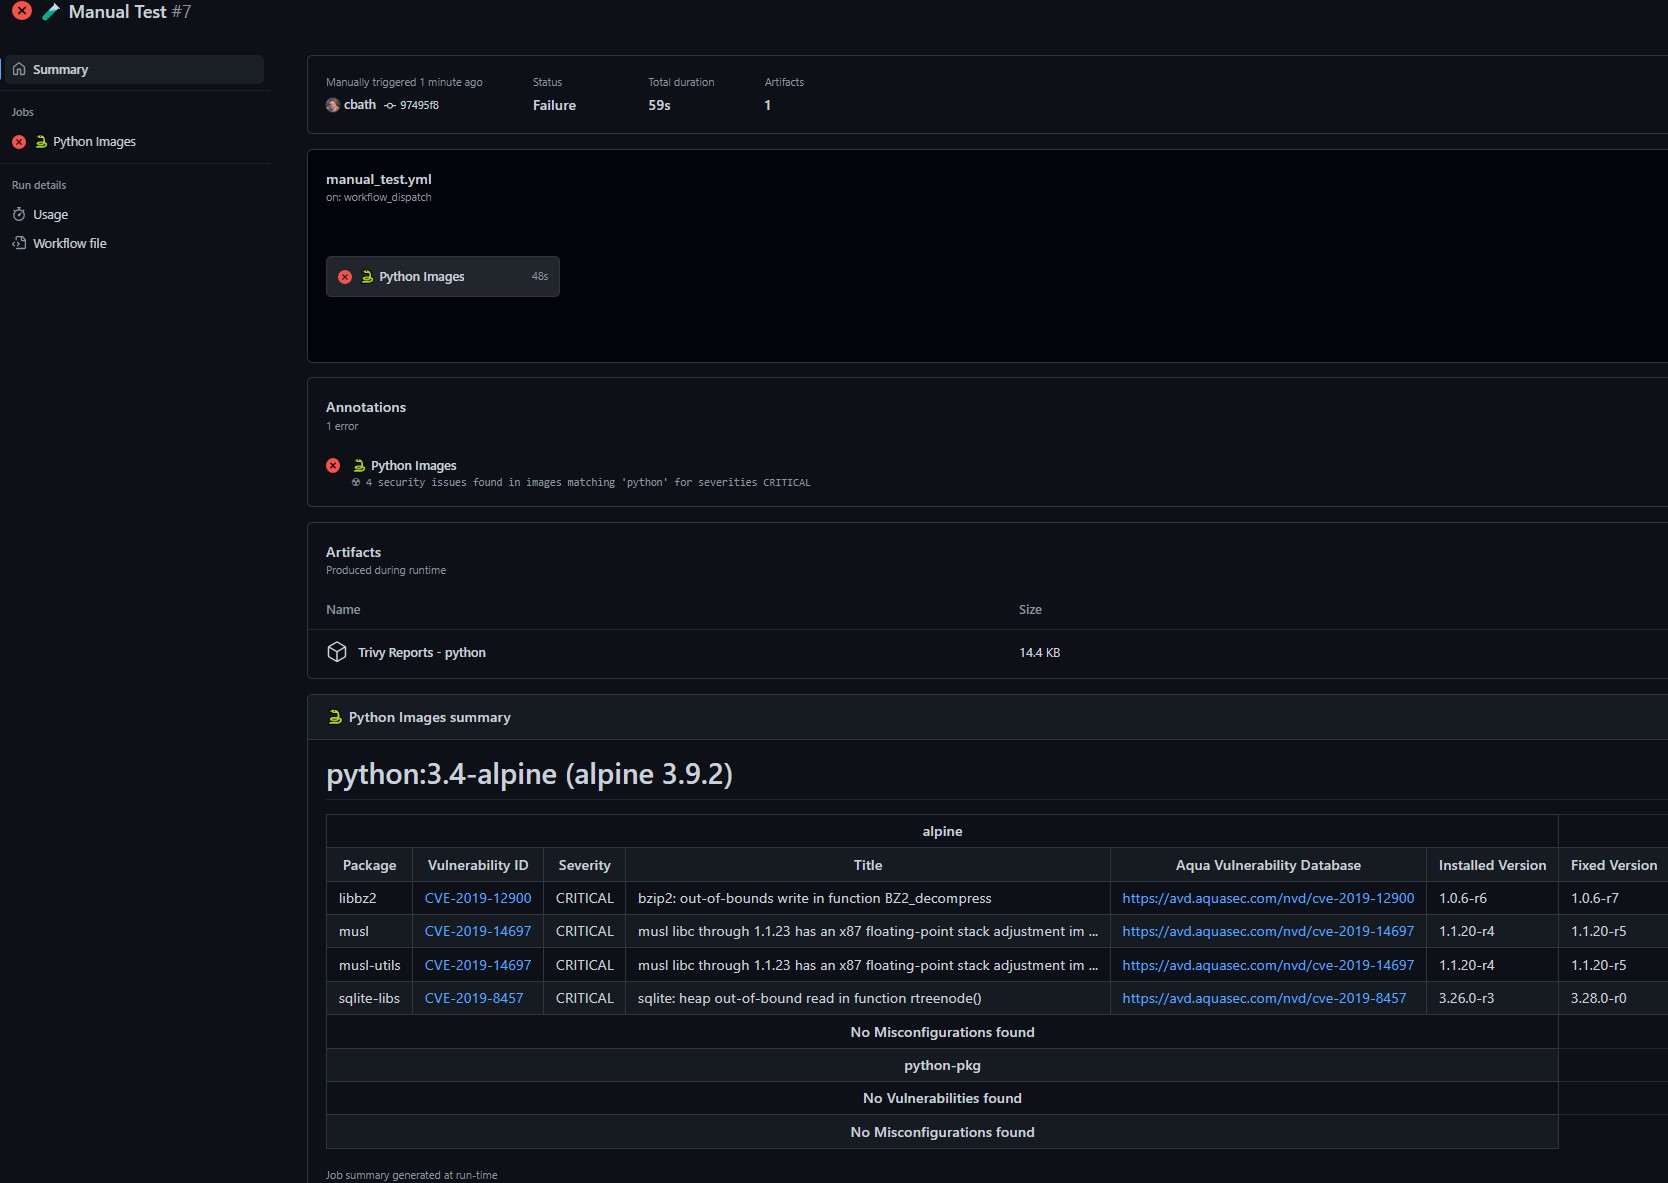 Manual Test #7
Summary
Jobs
Python Images
Run details
Usage
Workflow file
Manually triggered 1 minute ago Status Total duration Artifacts
cbath 97495f8 Failure 59s 1
manual_test.yml
on: workflow_dispatch
Python Images 48s
Annotations
1 error
Python Images
4 security issues found in images matching 'python' for severities CRITICAL
Artifacts
Produced during runtime
Name Size
Trivy Reports - python 14.4 KB
Python Images summary
python:3.4-alpine (alpine 3.9.2)
alpine
Package Vulnerability ID Severity Title Aqua Vulnerability Database Installed Version Fixed Version
libbz2 CVE-2019-12900 CRITICAL bzip2: out-of-bounds write in function BZ2_decompress https://avd.aquasec.com/nvd/cve-2019-12900 1.0.6-r6 1.0.6-r7
musl CVE-2019-14697 CRITICAL musl libc through 1.1.23 has an x87 floating-point stack adjustment im ... https://avd.aquasec.com/nvd/cve-2019-14697 1.1.20-r4 1.1.20-r5
musl-utils CVE-2019-14697 CRITICAL musl libc through 1.1.23 has an x87 floating-point stack adjustment im ... https://avd.aquasec.com/nvd/cve-2019-14697 1.1.20-r4 1.1.20-r5
sqlite-libs CVE-2019-8457 CRITICAL sqlite: heap out-of-bound read in function rtreenode() https://avd.aquasec.com/nvd/cve-2019-8457 3.26.0-r3 3.28.0-r0
No Misconfigurations found
python-pkg
No Vulnerabilities found
No Misconfigurations found
Job summary generated at run-time